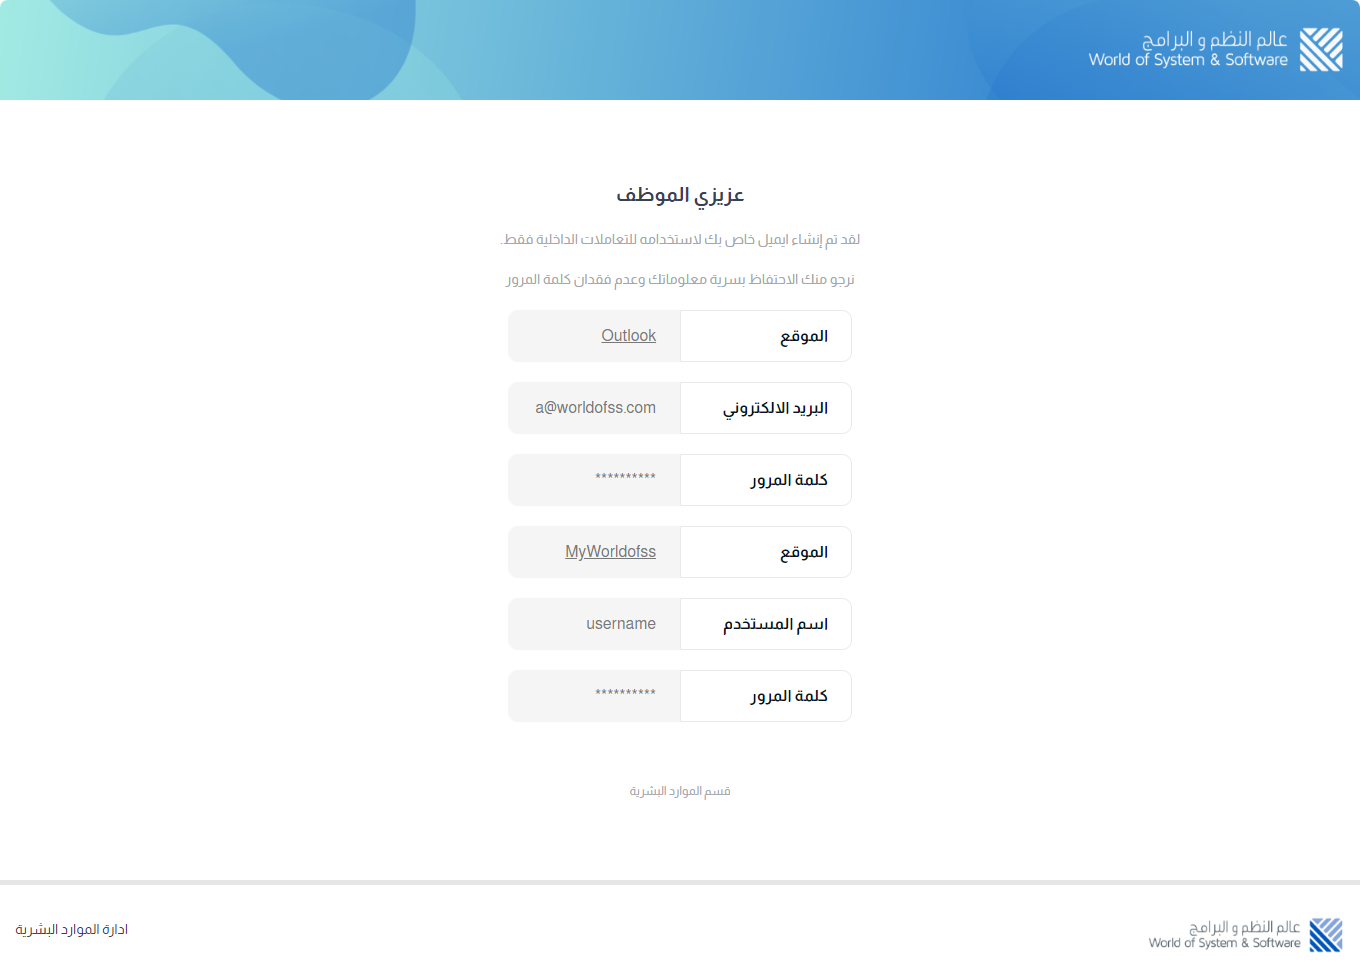 عالم النظم و البرامج
World of System & Software
عزيزي الموظف
لقد تم إنشاء ايميل خاص بك لاستخدامه للتعاملات الداخلية فقط.
نرجو منك الاحتفاظ بسرية معلوماتك وعدم فقدان كلمة المرور
الموقع Outlook
البريد الالكتروني a@worldofss.com
كلمة المرور **********
الموقع MyWorldofss
اسم المستخدم username
كلمة المرور **********
قسم الموارد البشرية
عالم النظم و البرامج
World of System & Software
ادارة الموارد البشرية